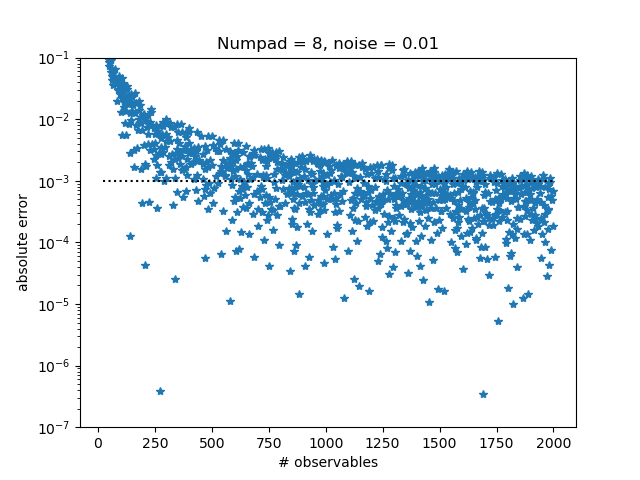 Numpad = 8, noise = 0.01
absolute error
10⁻¹
10⁻²
10⁻³
10⁻⁴
10⁻⁵
10⁻⁶
10⁻⁷
0 250 500 750 1000 1250 1500 1750 2000
# observables